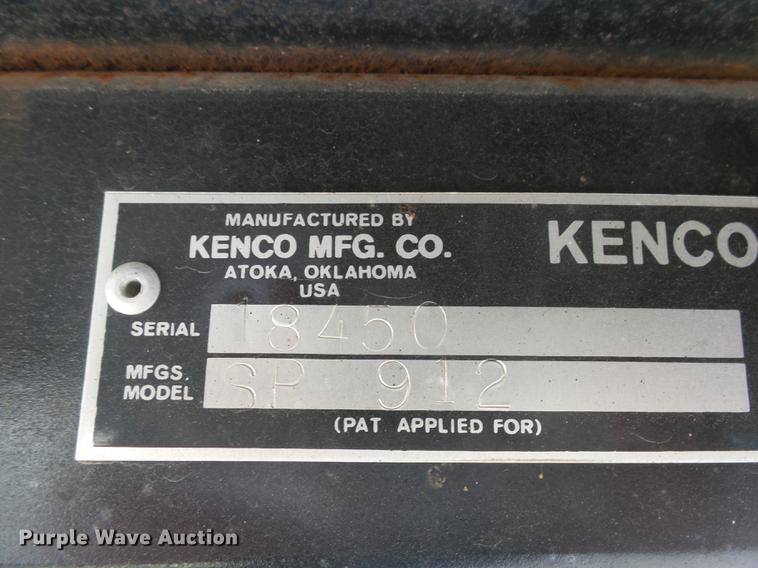 MANUFACTURED BY
KENCO MFG. CO.
ATOKA, OKLAHOMA
USA
KENCO
SERIAL 18450
MFGS. MODEL SP 912
(PAT APPLIED FOR)
Purple Wave Auction